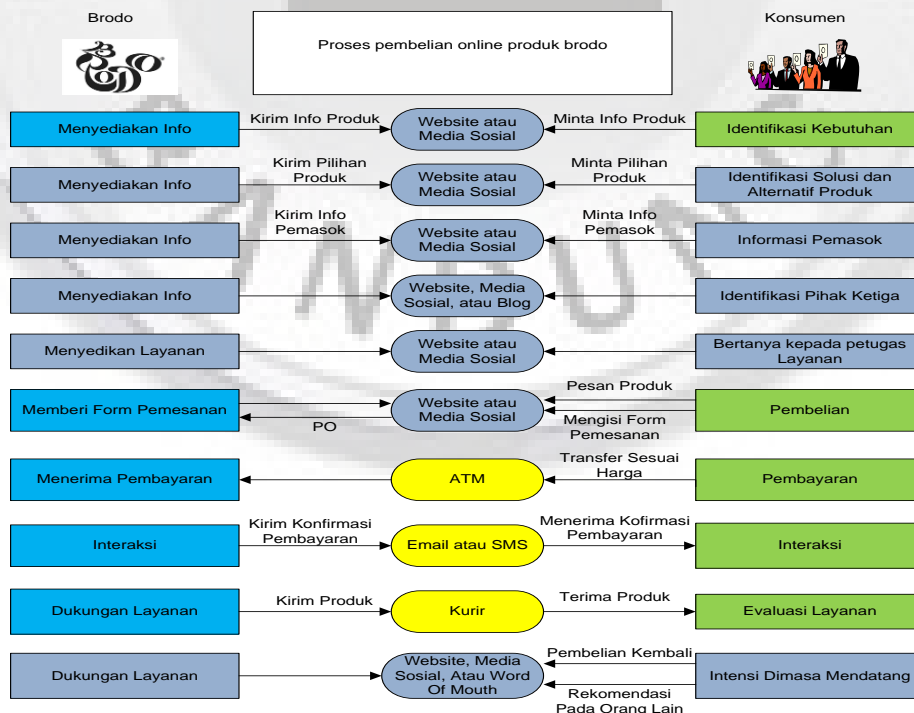 Brodo
Proses pembelian online produk brodo
Konsumen
BRODO
Menyediakan Info
Kirim Info Produk
Website atau
Media Sosial
Minta Info Produk
Identifikasi Kebutuhan
Menyediakan Info
Kirim Pilihan
Produk
Website atau
Media Sosial
Minta Pilihan
Produk
Identifikasi Solusi dan
Alternatif Produk
Menyediakan Info
Kirim Info
Pemasok
Website atau
Media Sosial
Minta Info
Pemasok
Informasi Pemasok
Menyediakan Info
Website, Media
Sosial, atau Blog
Identifikasi Pihak Ketiga
Menyedikan Layanan
Website atau
Media Sosial
Bertanya kepada petugas
Layanan
Memberi Form Pemesanan
PO
Website atau
Media Sosial
Pesan Produk
Mengisi Form
Pemesanan
Pembelian
Menerima Pembayaran
ATM
Transfer Sesuai
Harga
Pembayaran
Interaksi
Kirim Konfirmasi
Pembayaran
Email atau SMS
Menerima Kofirmasi
Pembayaran
Interaksi
Dukungan Layanan
Kirim Produk
Kurir
Terima Produk
Evaluasi Layanan
Dukungan Layanan
Website, Media
Sosial, Atau Word
Of Mouth
Pembelian Kembali
Rekomendasi
Pada Orang Lain
Intensi Dimasa Mendatang